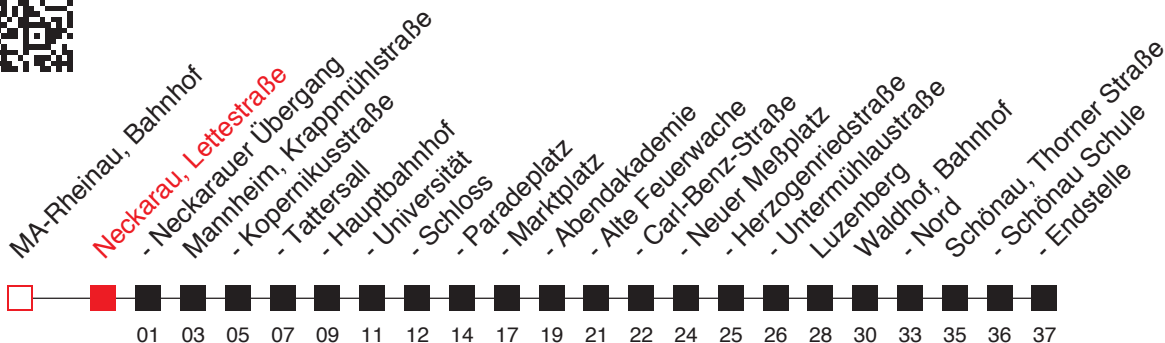 MA-Rheinau, Bahnhof
Neckarau, Lettestraße
- Neckarauer Übergang
Mannheim, Krappmühlstraße
- Kopernikusstraße
- Tattersall
- Hauptbahnhof
- Universität
- Schloss
- Paradeplatz
- Marktplatz
- Abendakademie
- Alte Feuerwache
- Carl-Benz-Straße
- Neuer Meßplatz
- Herzogenriedstraße
- Untermühlaustraße
Luzenberg
Waldhof, Bahnhof
- Nord
Schönau, Thorner Straße
- Schönau Schule
- Endstelle
01 03 05 07 09 11 12 14 17 19 21 22 24 25 26 28 30 33 35 36 37